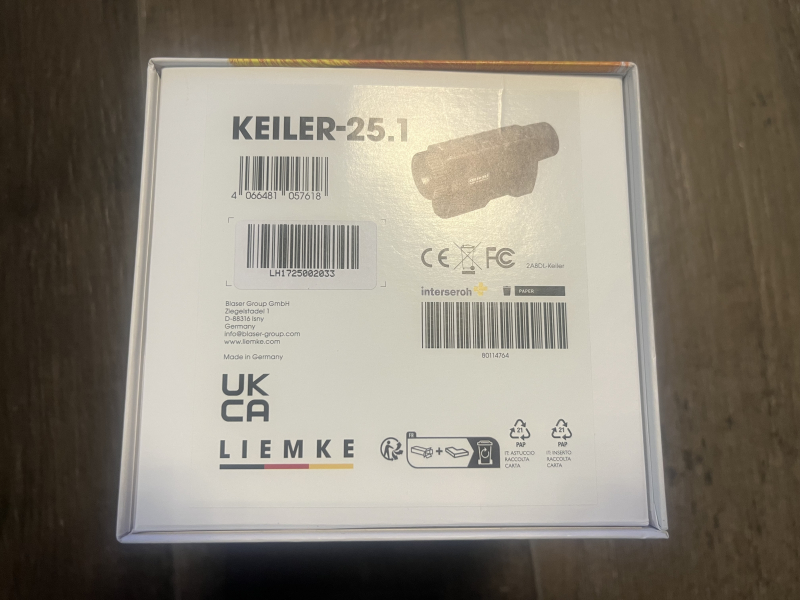 KEILER-25.1
4 066481 057618
LH1725002033
CE FC
2ABDL-Keiler
interseroh
PAPER
80114764
Blaser Group GmbH
Ziegelstadel 1
D-88316 Isny
Germany
info@blaser-group.com
www.liemke.com
Made in Germany
UK
CA
LIEMKE
FR
21
PAP
IT: ASTUCCIO
RACCOLTA
CARTA
21
PAP
IT: INSERTO
RACCOLTA
CARTA